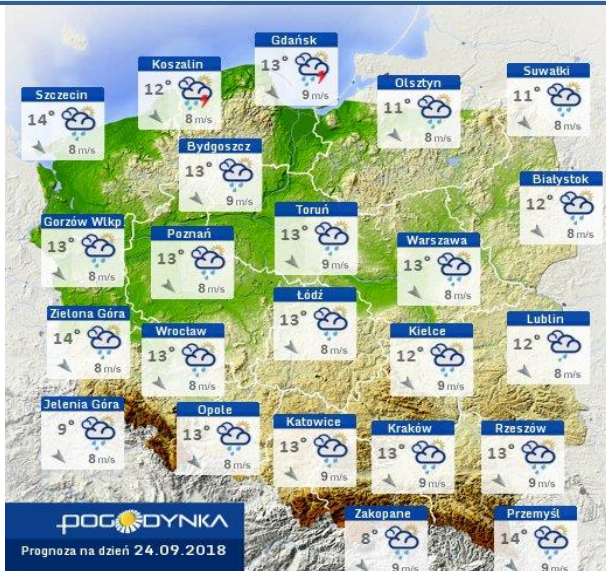 Gdańsk
13°
9 m/s
Koszalin
12°
8 m/s
Suwałki
11°
8 m/s
Olsztyn
11°
8 m/s
Szczecin
14°
8 m/s
Bydgoszcz
13°
9 m/s
Białystok
12°
8 m/s
Toruń
13°
9 m/s
Gorzów Wlkp
13°
8 m/s
Poznań
13°
8 m/s
Warszawa
13°
8 m/s
Łódź
13°
8 m/s
Zielona Góra
14°
8 m/s
Wrocław
13°
8 m/s
Kielce
12°
9 m/s
Lublin
12°
8 m/s
Jelenia Góra
9°
8 m/s
Opole
13°
8 m/s
Katowice
13°
9 m/s
Kraków
13°
9 m/s
Rzeszów
13°
9 m/s
Zakopane
8°
9 m/s
Przemyśl
14°
9 m/s
POGODYNKA
Prognoza na dzień 24.09.2018